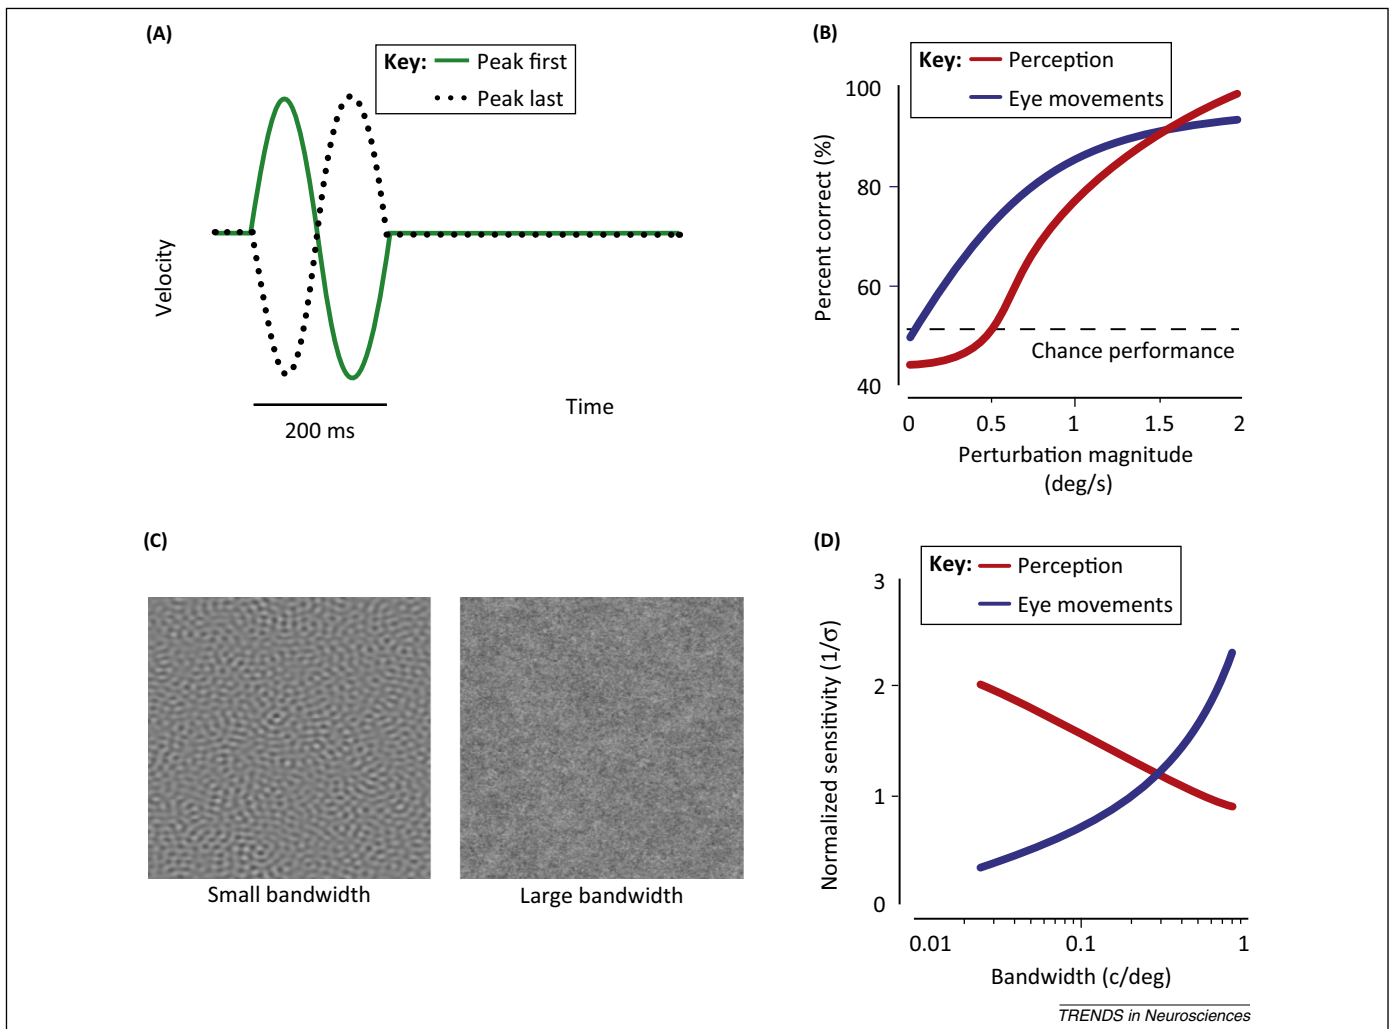 (A)
Key: Peak first
Peak last
Velocity
200 ms
Time
(B)
Key: Perception
Eye movements
Percent correct (%)
100
80
60
40
Chance performance
0 0.5 1 1.5 2
Perturbation magnitude
(deg/s)
(C)
Small bandwidth
Large bandwidth
(D)
Key: Perception
Eye movements
Normalized sensitivity (1/σ)
3
2
1
0
0.01 0.1 1
Bandwidth (c/deg)
TRENDS in Neurosciences